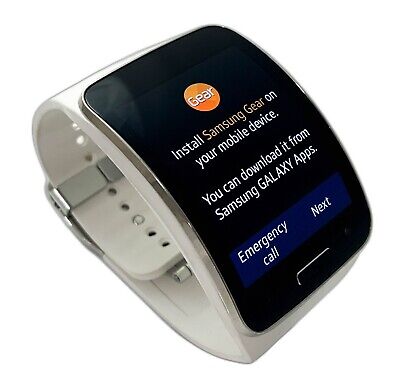 Gear
Install Samsung Gear on
your mobile device.
You can download it from
Samsung GALAXY Apps.
Emergency
call
Next